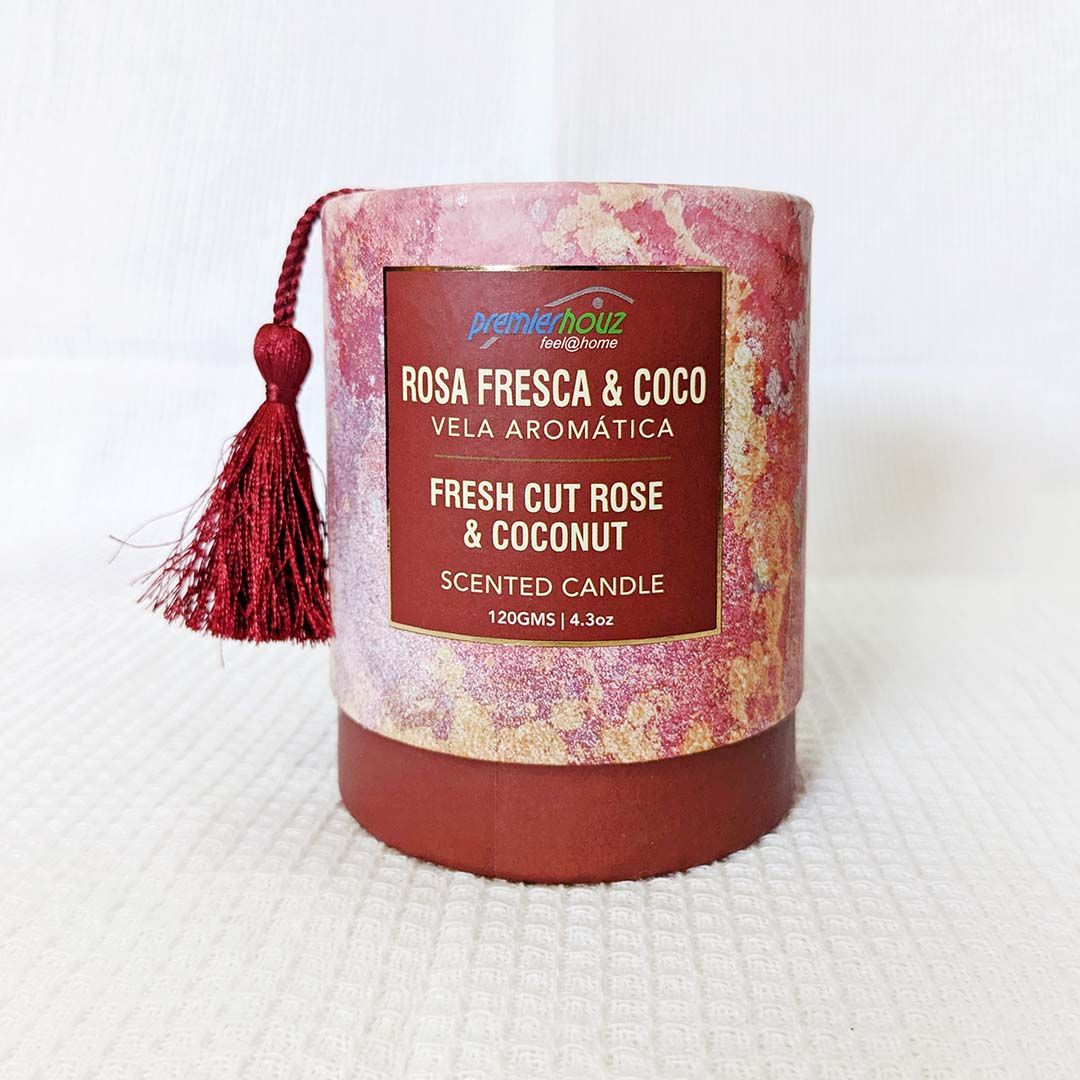 premierhouz
feel@home
ROSA FRESCA & COCO
VELA AROMÁTICA
FRESH CUT ROSE
& COCONUT
SCENTED CANDLE
120GMS | 4.3oz